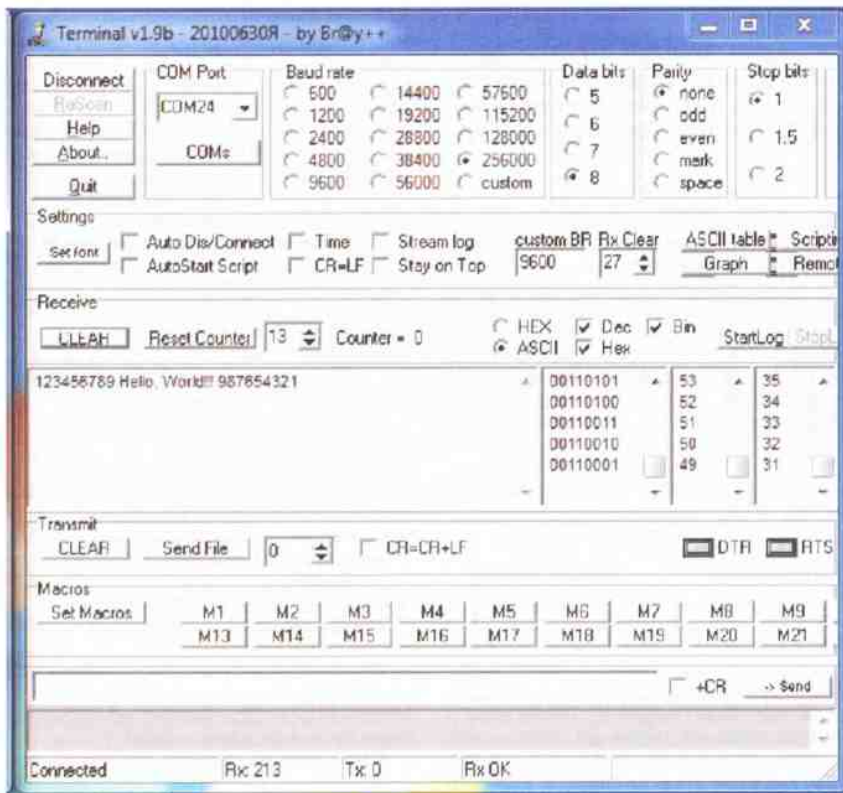 Terminal v1.9b - 20100630Я - by Br@y++
Disconnect
ReScan
Help
About..
Quit
COM Port
COM24
COMs
Baud rate
600 14400 57600
1200 19200 115200
2400 28800 128000
4800 38400 256000
9600 56000 custom
Data bits
5
6
7
8
Parity
none
odd
even
mark
space
Stop bits
1
1.5
2
Settings
Set font
Auto Dis/Connect Time Stream log
AutoStart Script CR=LF Stay on Top
custom BR Rx Clear
9600 27
ASCII table Scriptin
Graph Remot
Receive
CLEAR Reset Counter 13 Counter = 0
HEX Dec Bin
ASCII Hex
StartLog StopL
123456789 Hello, World!!! 987654321
00110101 53 35
00110100 52 34
00110011 51 33
00110010 50 32
00110001 49 31
Transmit
CLEAR Send File 0 CR=CR+LF DTR RTS
Macros
Set Macros M1 M2 M3 M4 M5 M6 M7 M8 M9
M13 M14 M15 M16 M17 M18 M19 M20 M21
+CR -> Send
Connected Rx: 213 Tx: 0 Rx OK